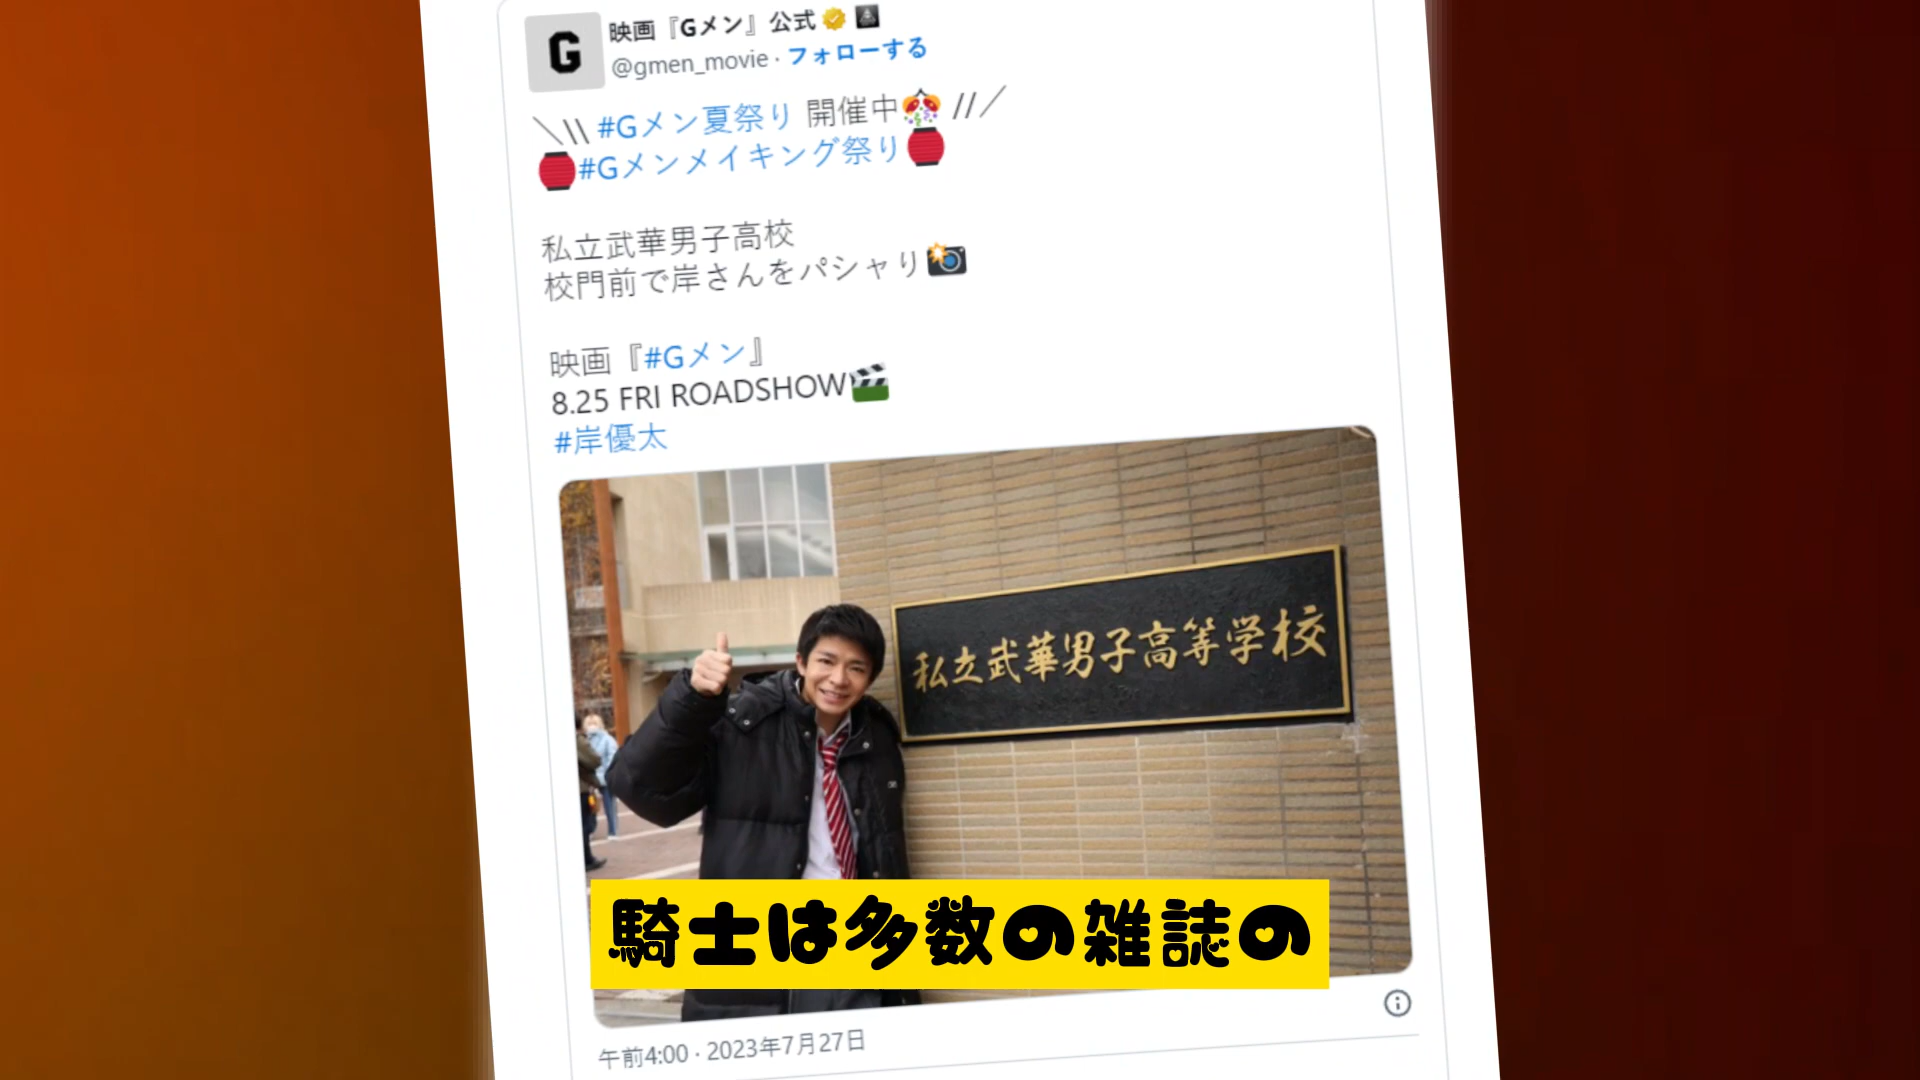 G
映画『Gメン』公式
@gmen_movie · フォローする
＼\\ #Gメン夏祭り 開催中 //／
#Gメンメイキング祭り
私立武華男子高校
校門前で岸さんをパシャり
映画『#Gメン』
8.25 FRI ROADSHOW
#岸優太
私立武華男子高等学校
騎士は多数の雑誌の
午前4:00 · 2023年7月27日